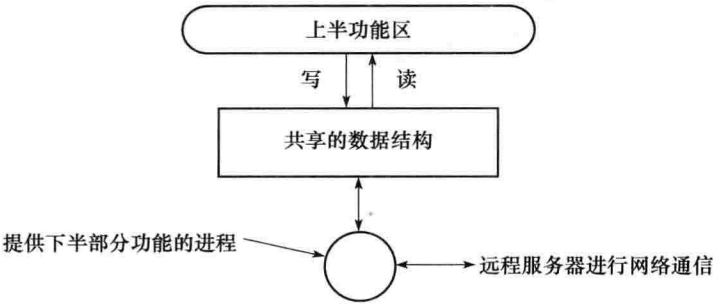 上半功能区
写
读
共享的数据结构
提供下半部分功能的进程
远程服务器进行网络通信